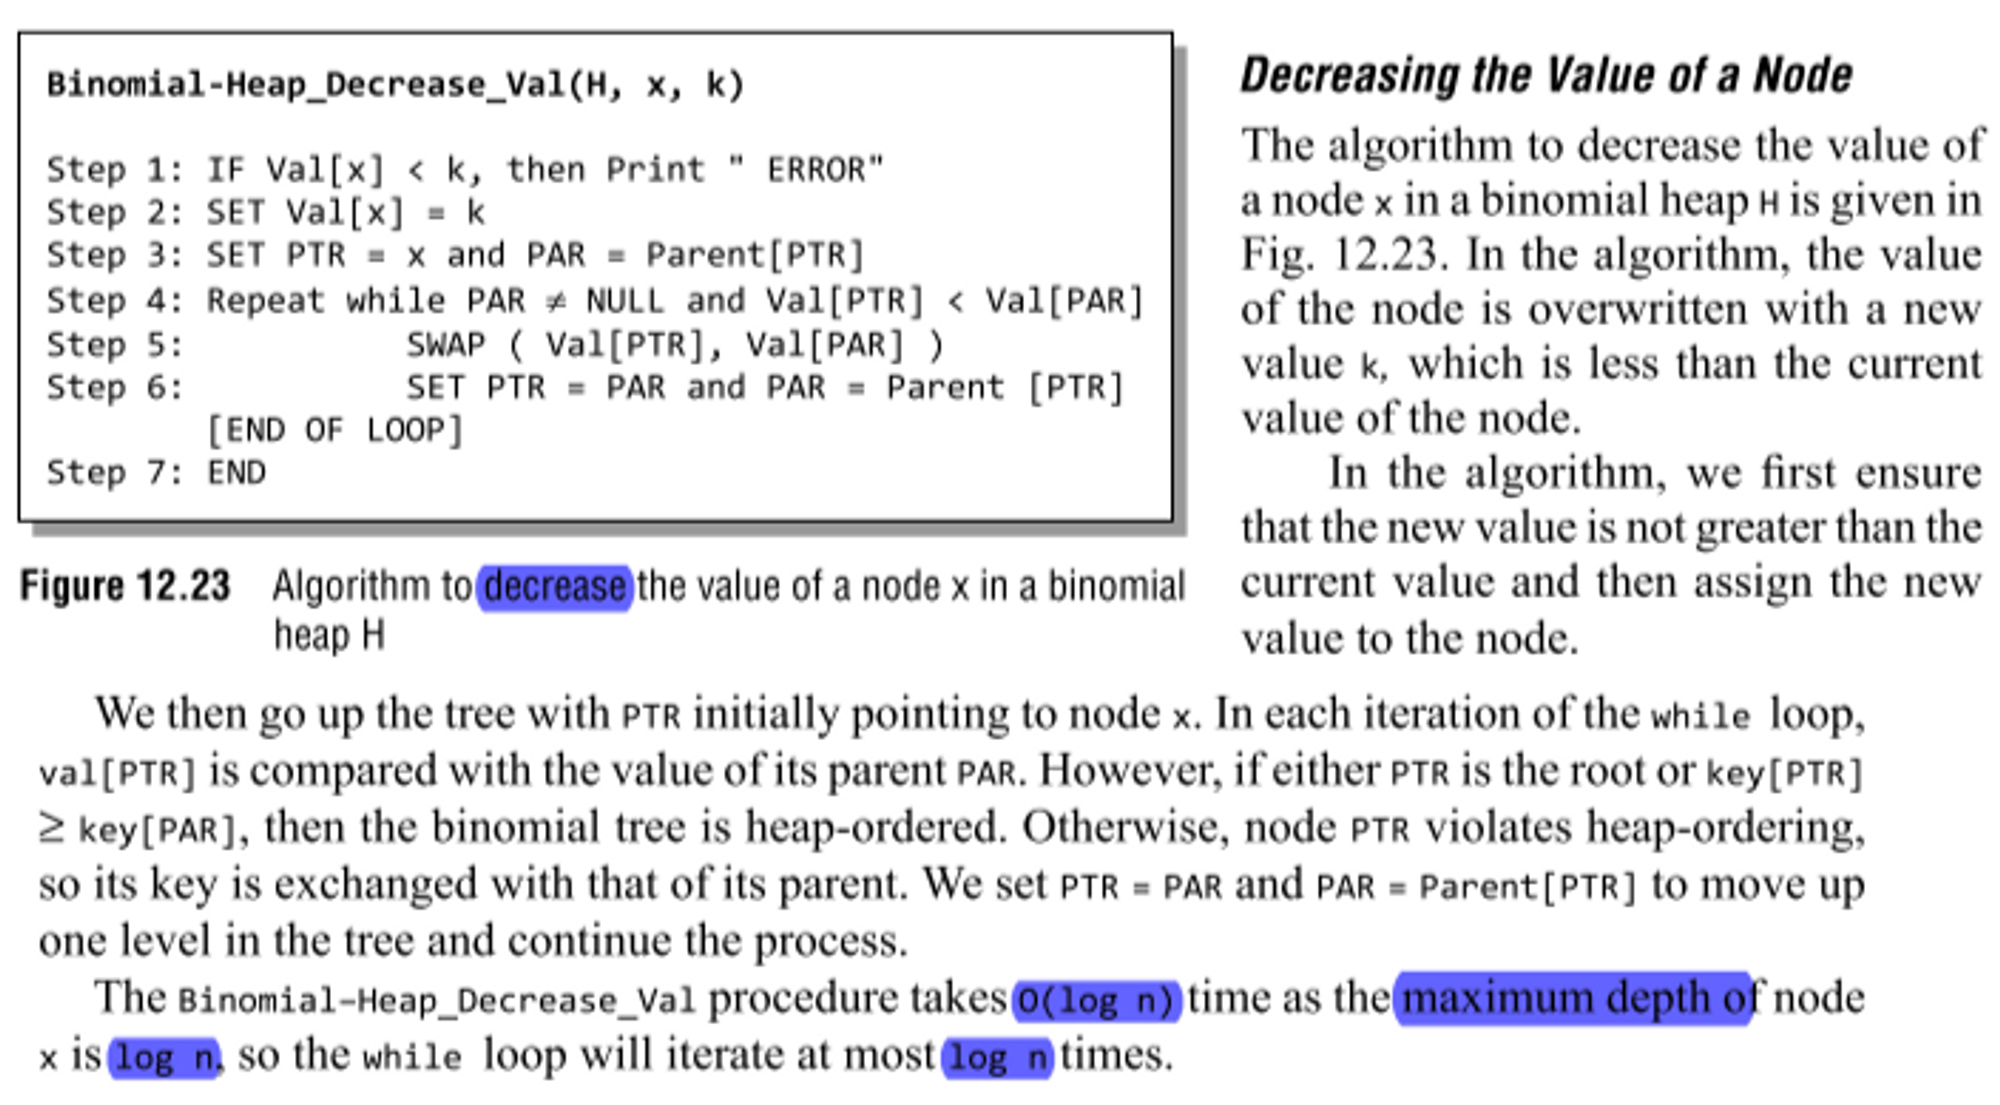 Binomial-Heap_Decrease_Val(H, x, k)
Step 1: IF Val[x] < k, then Print " ERROR"
Step 2: SET Val[x] = k
Step 3: SET PTR = x and PAR = Parent[PTR]
Step 4: Repeat while PAR ≠ NULL and Val[PTR] < Val[PAR]
Step 5: SWAP ( Val[PTR], Val[PAR] )
Step 6: SET PTR = PAR and PAR = Parent [PTR]
[END OF LOOP]
Step 7: END
Figure 12.23 Algorithm to decrease the value of a node x in a binomial
heap H
Decreasing the Value of a Node
The algorithm to decrease the value of
a node x in a binomial heap H is given in
Fig. 12.23. In the algorithm, the value
of the node is overwritten with a new
value k, which is less than the current
value of the node.
In the algorithm, we first ensure
that the new value is not greater than the
current value and then assign the new
value to the node.
We then go up the tree with PTR initially pointing to node x. In each iteration of the while loop,
val[PTR] is compared with the value of its parent PAR. However, if either PTR is the root or key[PTR]
≥ key[PAR], then the binomial tree is heap-ordered. Otherwise, node PTR violates heap-ordering,
so its key is exchanged with that of its parent. We set PTR = PAR and PAR = Parent[PTR] to move up
one level in the tree and continue the process.
The Binomial-Heap_Decrease_Val procedure takes O(log n) time as the maximum depth of node
x is log n, so the while loop will iterate at most log n times.